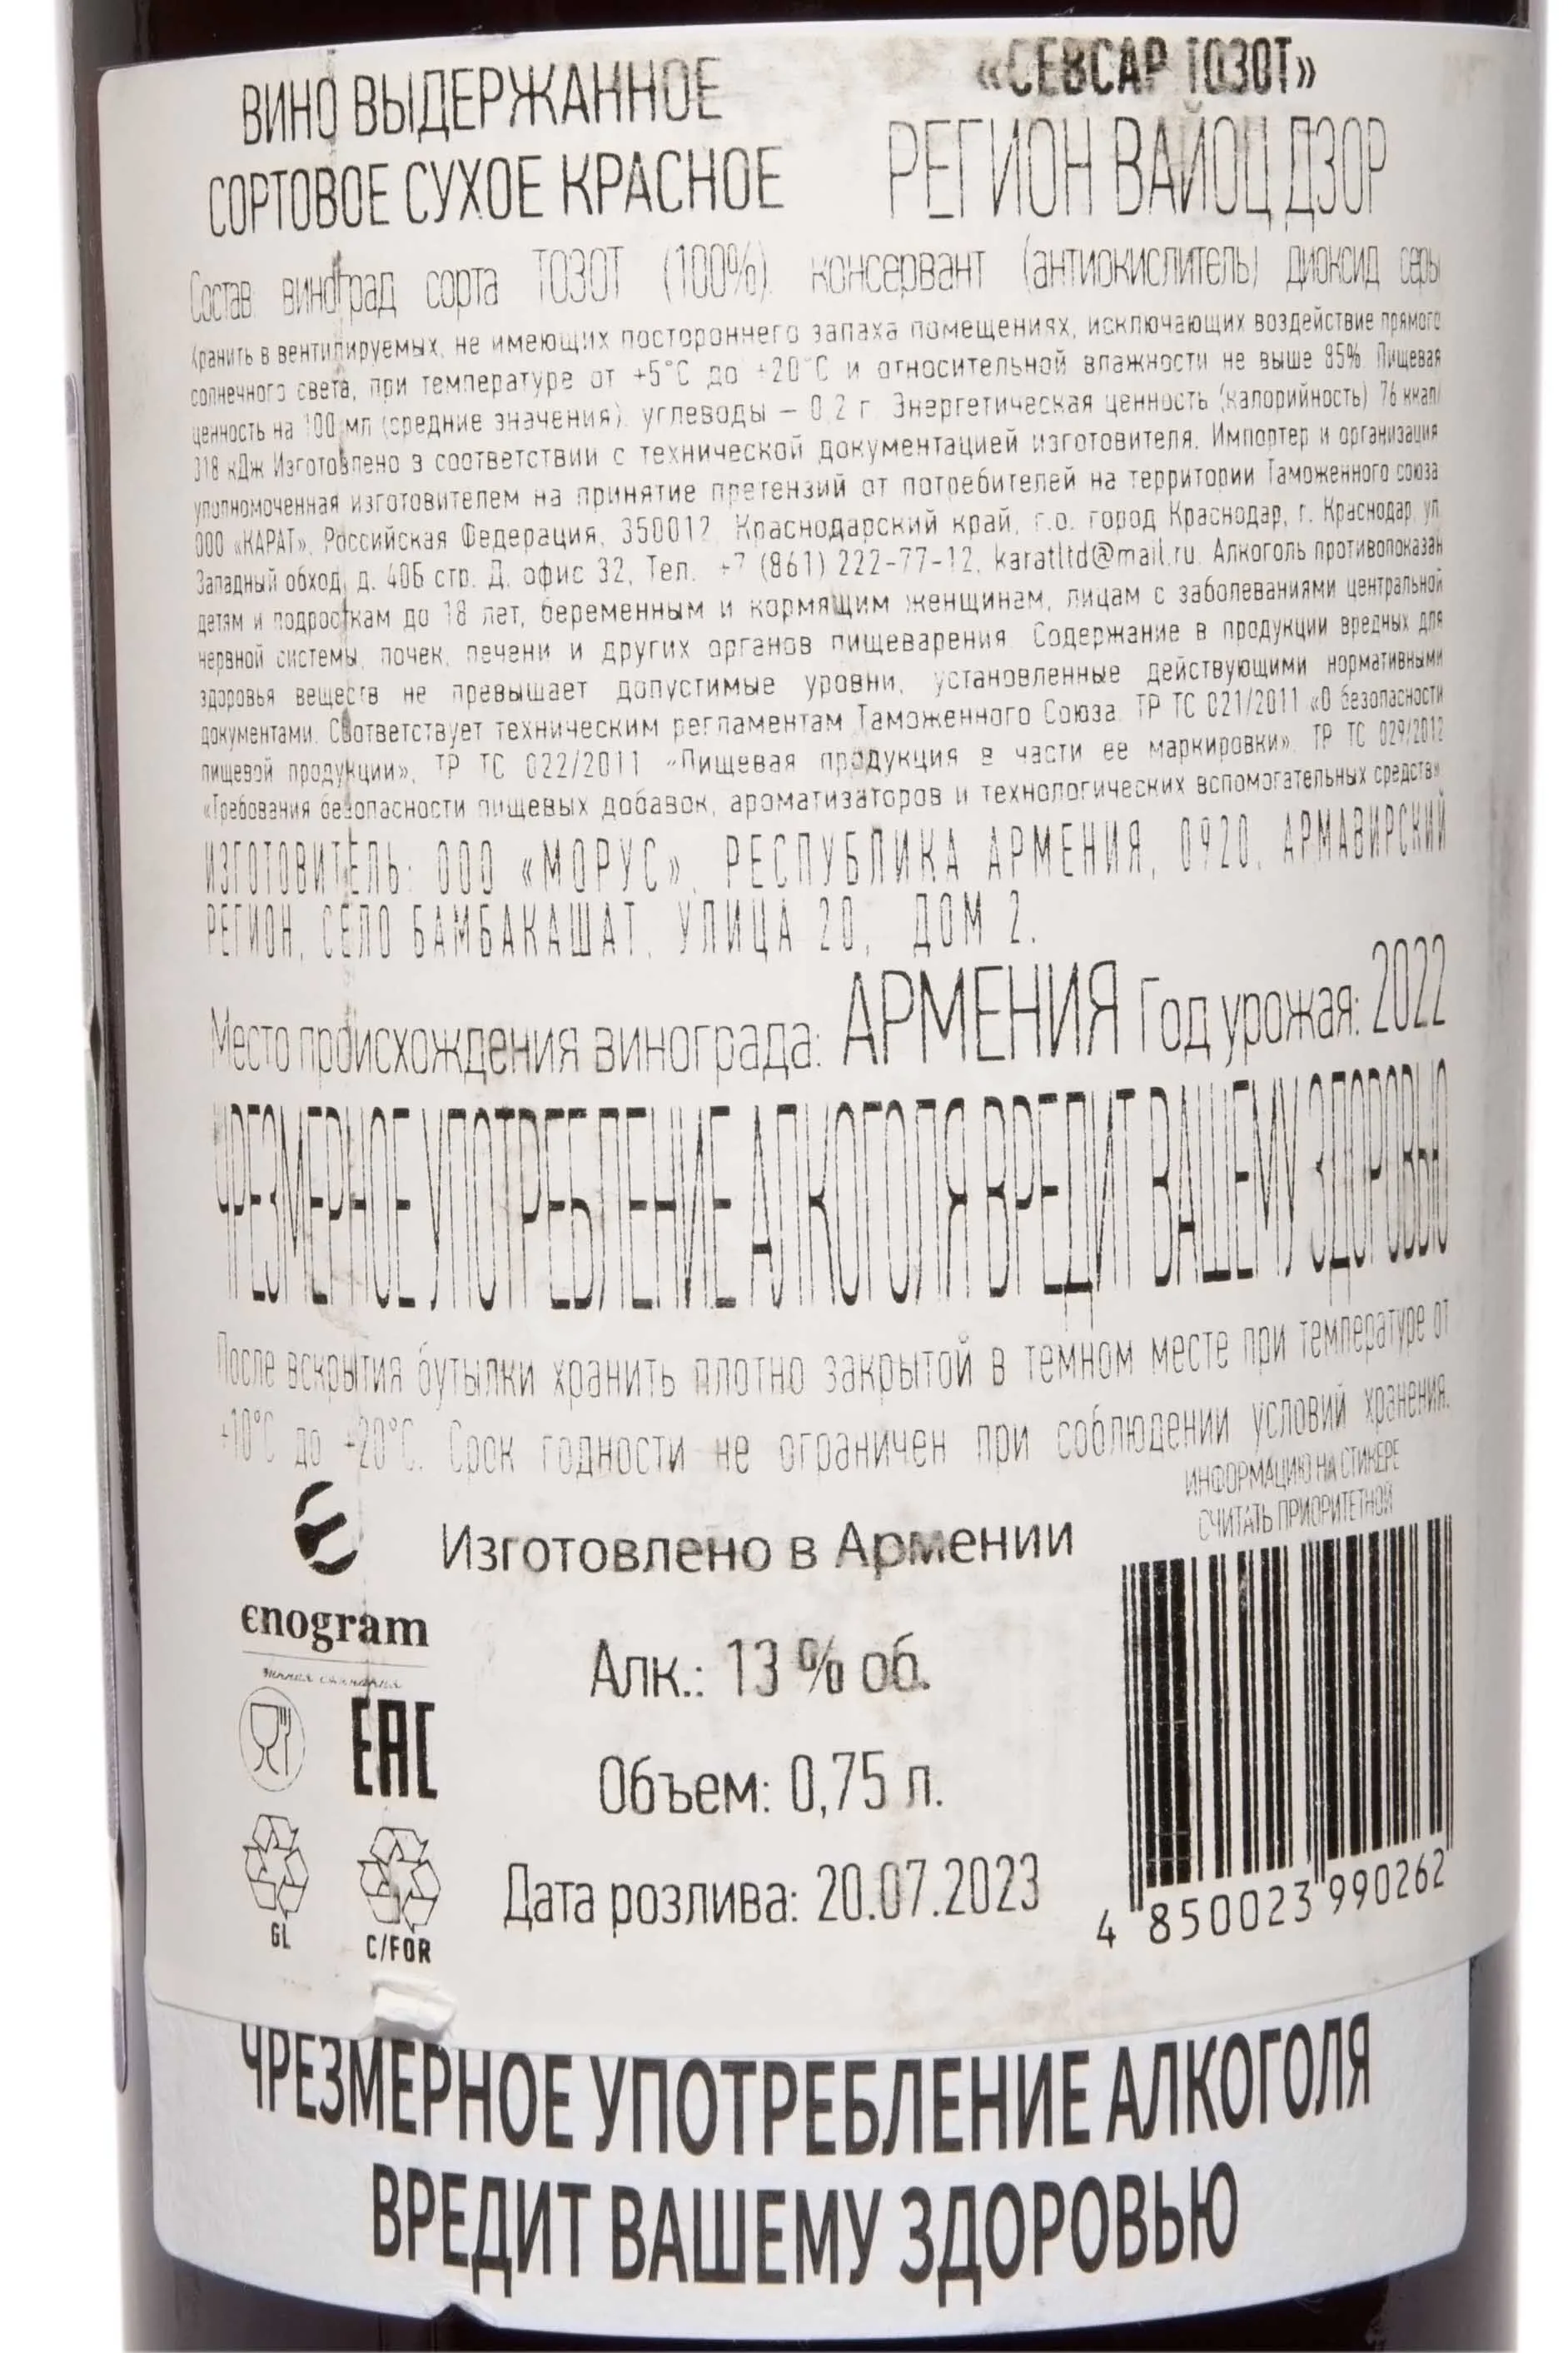 ВИНО ВЫДЕРЖАННОЕ
СОРТОВОЕ СУХОЕ КРАСНОЕ
«СЕВСАР ТОЗОТ»
РЕГИОН ВАЙОЦ ДЗОР
Состав: виноград сорта ТОЗОТ (100%), консервант (антиокислитель) диоксид серы
Хранить в вентилируемых, не имеющих постороннего запаха помещениях, исключающих воздействие прямого
солнечного света, при температуре от +5°C до +20°C и относительной влажности не выше 85%. Пищевая
ценность на 100 мл (средние значения): углеводы – 0,2 г. Энергетическая ценность (калорийность) 76 ккал/
318 кДж Изготовлено в соответствии с технической документацией изготовителя. Импортер и организация
уполномоченная изготовителем на принятие претензий от потребителей на территории Таможенного союза:
ООО «КАРАТ», Российская Федерация, 350012, Краснодарский край, г.о. город Краснодар, г. Краснодар, ул.
Западный обход, д. 40Б стр. Д, офис 32, Тел. +7 (861) 222-77-12, karatltd@mail.ru. Алкоголь противопоказан
детям и подросткам до 18 лет, беременным и кормящим женщинам, лицам с заболеваниями центральной
нервной системы, почек, печени и других органов пищеварения. Содержание в продукции вредных для
здоровья веществ не превышает допустимые уровни, установленные действующими нормативными
документами. Соответствует техническим регламентам Таможенного Союза: ТР ТС 021/2011 «О безопасности
пищевой продукции», ТР ТС 022/2011 «Пищевая продукция в части ее маркировки», ТР ТС 029/2012
«Требования безопасности пищевых добавок, ароматизаторов и технологических вспомогательных средств»
ИЗГОТОВИТЕЛЬ: ООО «МОРУС», РЕСПУБЛИКА АРМЕНИЯ, 0920, АРМАВИРСКИЙ
РЕГИОН, СЕЛО БАМБАКАШАТ, УЛИЦА 20, ДОМ 2.
Место происхождения винограда: АРМЕНИЯ Год урожая: 2022
ЧРЕЗМЕРНОЕ УПОТРЕБЛЕНИЕ АЛКОГОЛЯ ВРЕДИТ ВАШЕМУ ЗДОРОВЬЮ
После вскрытия бутылки хранить плотно закрытой в темном месте при температуре от
+10°C до +20°C. Срок годности не ограничен при соблюдении условий хранения.
ИНФОРМАЦИЮ НА СТИКЕРЕ
СЧИТАТЬ ПРИОРИТЕТНОЙ
Изготовлено в Армении
єnogram
Алк.: 13 % об.
EAC
Объем: 0,75 л.
GL
C/FOR
Дата розлива: 20.07.2023
4 850023 990262
ЧРЕЗМЕРНОЕ УПОТРЕБЛЕНИЕ АЛКОГОЛЯ
ВРЕДИТ ВАШЕМУ ЗДОРОВЬЮ